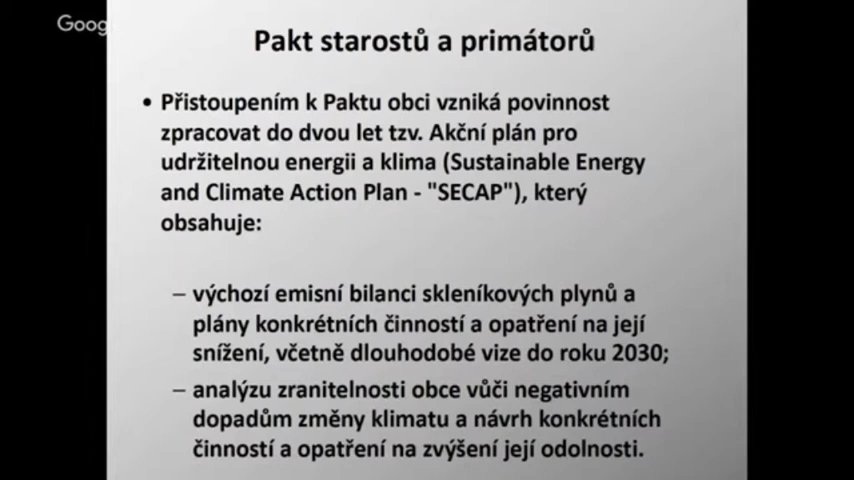 Pakt starostů a primátorů
• Přistoupením k Paktu obci vzniká povinnost
zpracovat do dvou let tzv. Akční plán pro
udržitelnou energii a klima (Sustainable Energy
and Climate Action Plan - "SECAP"), který
obsahuje:
– výchozí emisní bilanci skleníkových plynů a
plány konkrétních činností a opatření na její
snížení, včetně dlouhodobé vize do roku 2030;
– analýzu zranitelnosti obce vůči negativním
dopadům změny klimatu a návrh konkrétních
činností a opatření na zvýšení její odolnosti.